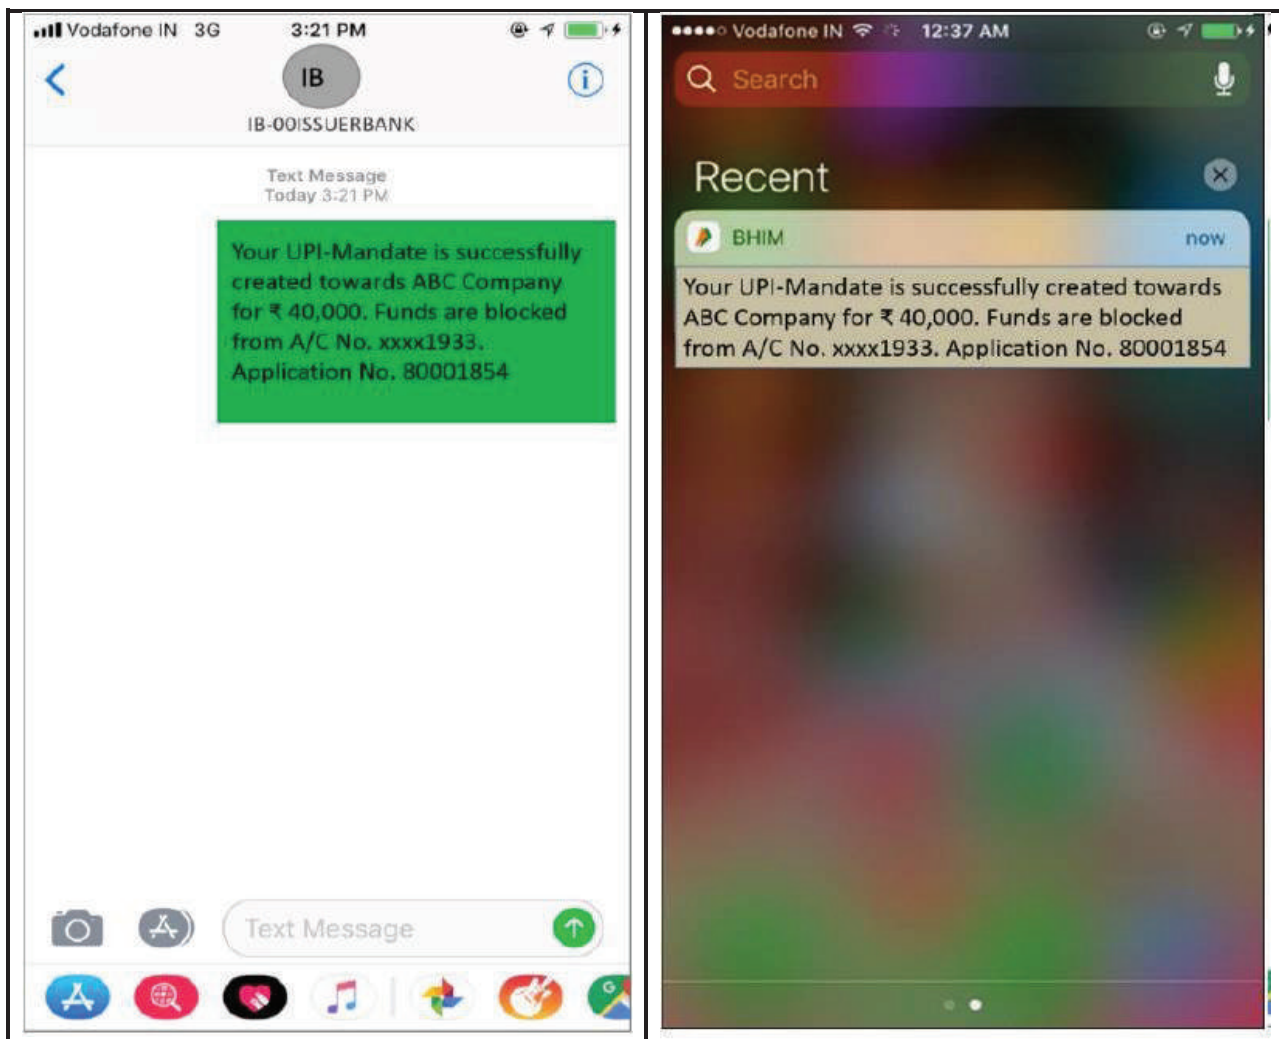 Vodafone IN 3G 3:21 PM
IB
IB-00ISSUERBANK
Text Message
Today 3:21 PM
Your UPI-Mandate is successfully
created towards ABC Company
for ₹ 40,000. Funds are blocked
from A/C No. xxxx1933.
Application No. 80001854
Text Message
Vodafone IN 12:37 AM
Search
Recent
BHIM now
Your UPI-Mandate is successfully created towards
ABC Company for ₹ 40,000. Funds are blocked
from A/C No. xxxx1933. Application No. 80001854